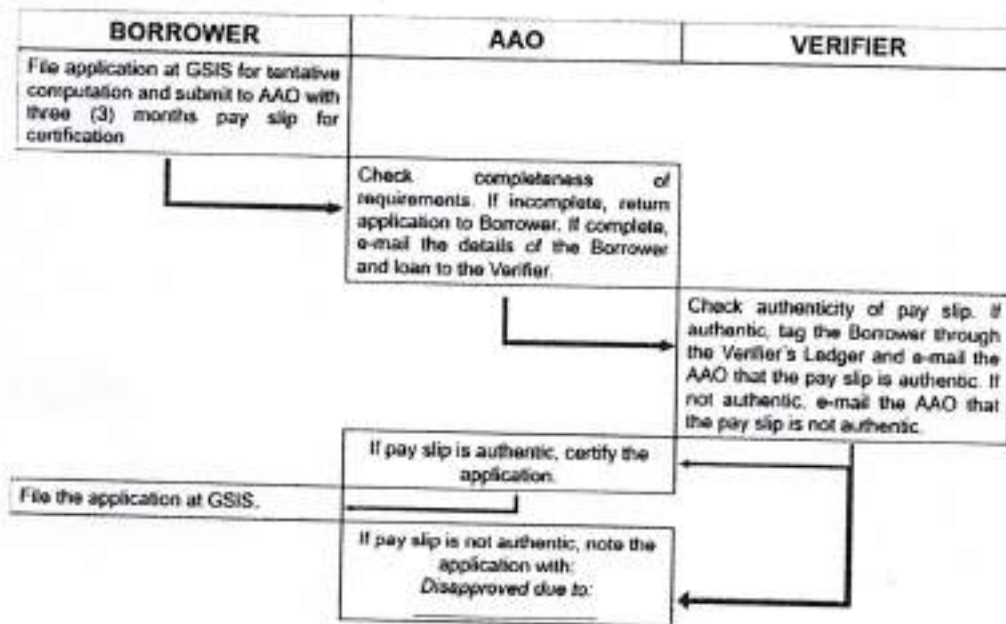 BORROWER
AAO
VERIFIER
File application at GSIS for tentative
computation and submit to AAO with
three (3) months pay slip for
certification
Check completeness of
requirements. If incomplete, return
application to Borrower. If complete,
e-mail the details of the Borrower
and loan to the Verifier.
Check authenticity of pay slip. If
authentic, tag the Borrower through
the Verifier's Ledger and e-mail the
AAO that the pay slip is authentic. If
not authentic, e-mail the AAO that
the pay slip is not authentic.
If pay slip is authentic, certify the
application.
File the application at GSIS.
If pay slip is not authentic, note the
application with:
Disapproved due to: